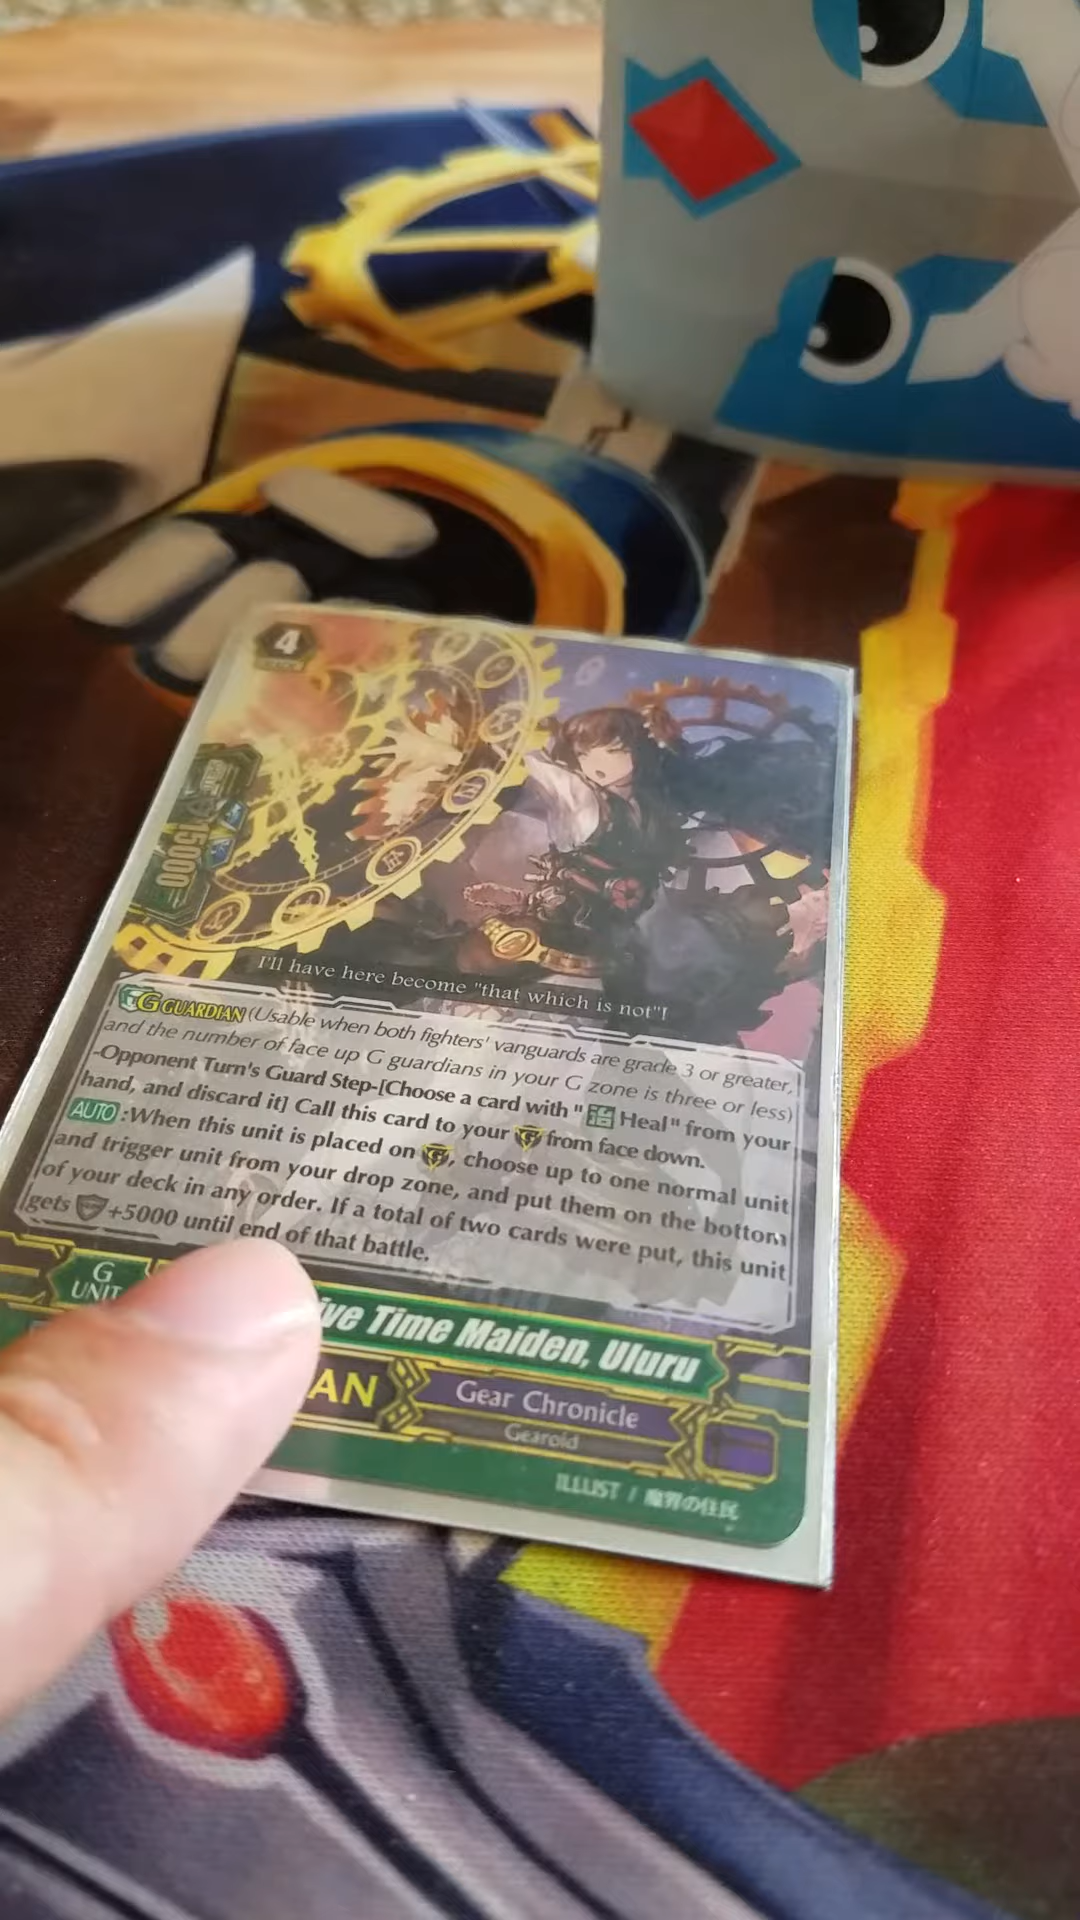 4
15000
I'll have here become "that which is not"!
G GUARDIAN (Usable when both fighters' vanguards are grade 3 or greater,
and the number of face up G guardians in your G zone is three or less)
-Opponent Turn's Guard Step-[Choose a card with "治 Heal" from your
hand, and discard it] Call this card to your G from face down.
AUTO:When this unit is placed on G, choose up to one normal unit
and trigger unit from your drop zone, and put them on the bottom
of your deck in any order. If a total of two cards were put, this unit
gets +5000 until end of that battle.
G
UNIT
Time Maiden, Uluru
Gear Chronicle
Gearoid
ILLUST / 魔界の住民